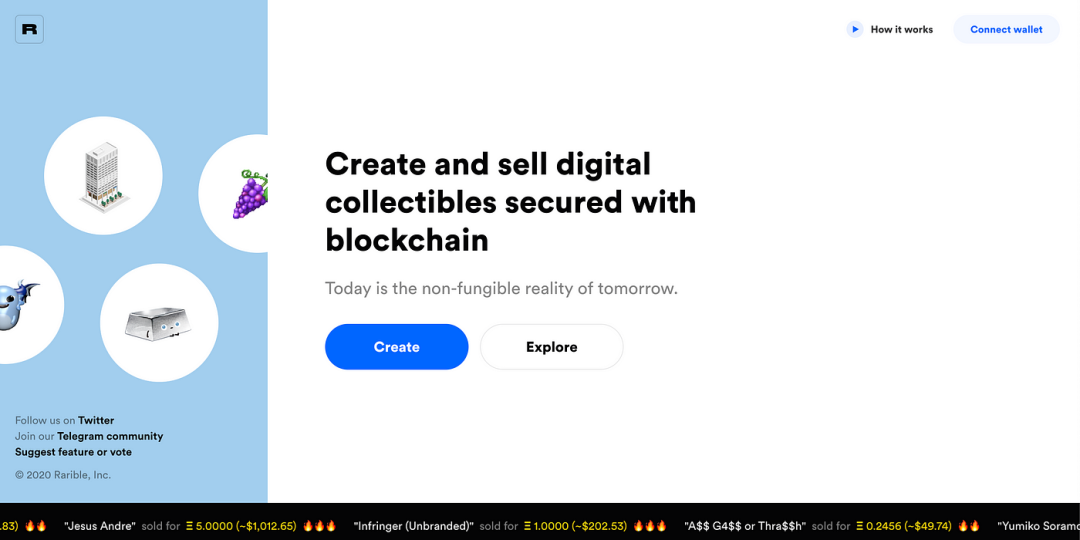 R
How it works
Connect wallet
Create and sell digital
collectibles secured with
blockchain
Today is the non-fungible reality of tomorrow.
Create
Explore
Follow us on Twitter
Join our Telegram community
Suggest feature or vote
© 2020 Rarible, Inc.
.83) 🔥🔥 "Jesus Andre" sold for Ξ 5.0000 (~$1,012.65) 🔥🔥🔥 "Infringer (Unbranded)" sold for Ξ 1.0000 (~$202.53) 🔥🔥🔥 "A$$ G4$$ or Thra$$h" sold for Ξ 0.2456 (~$49.74) 🔥🔥 "Yumiko Soramo